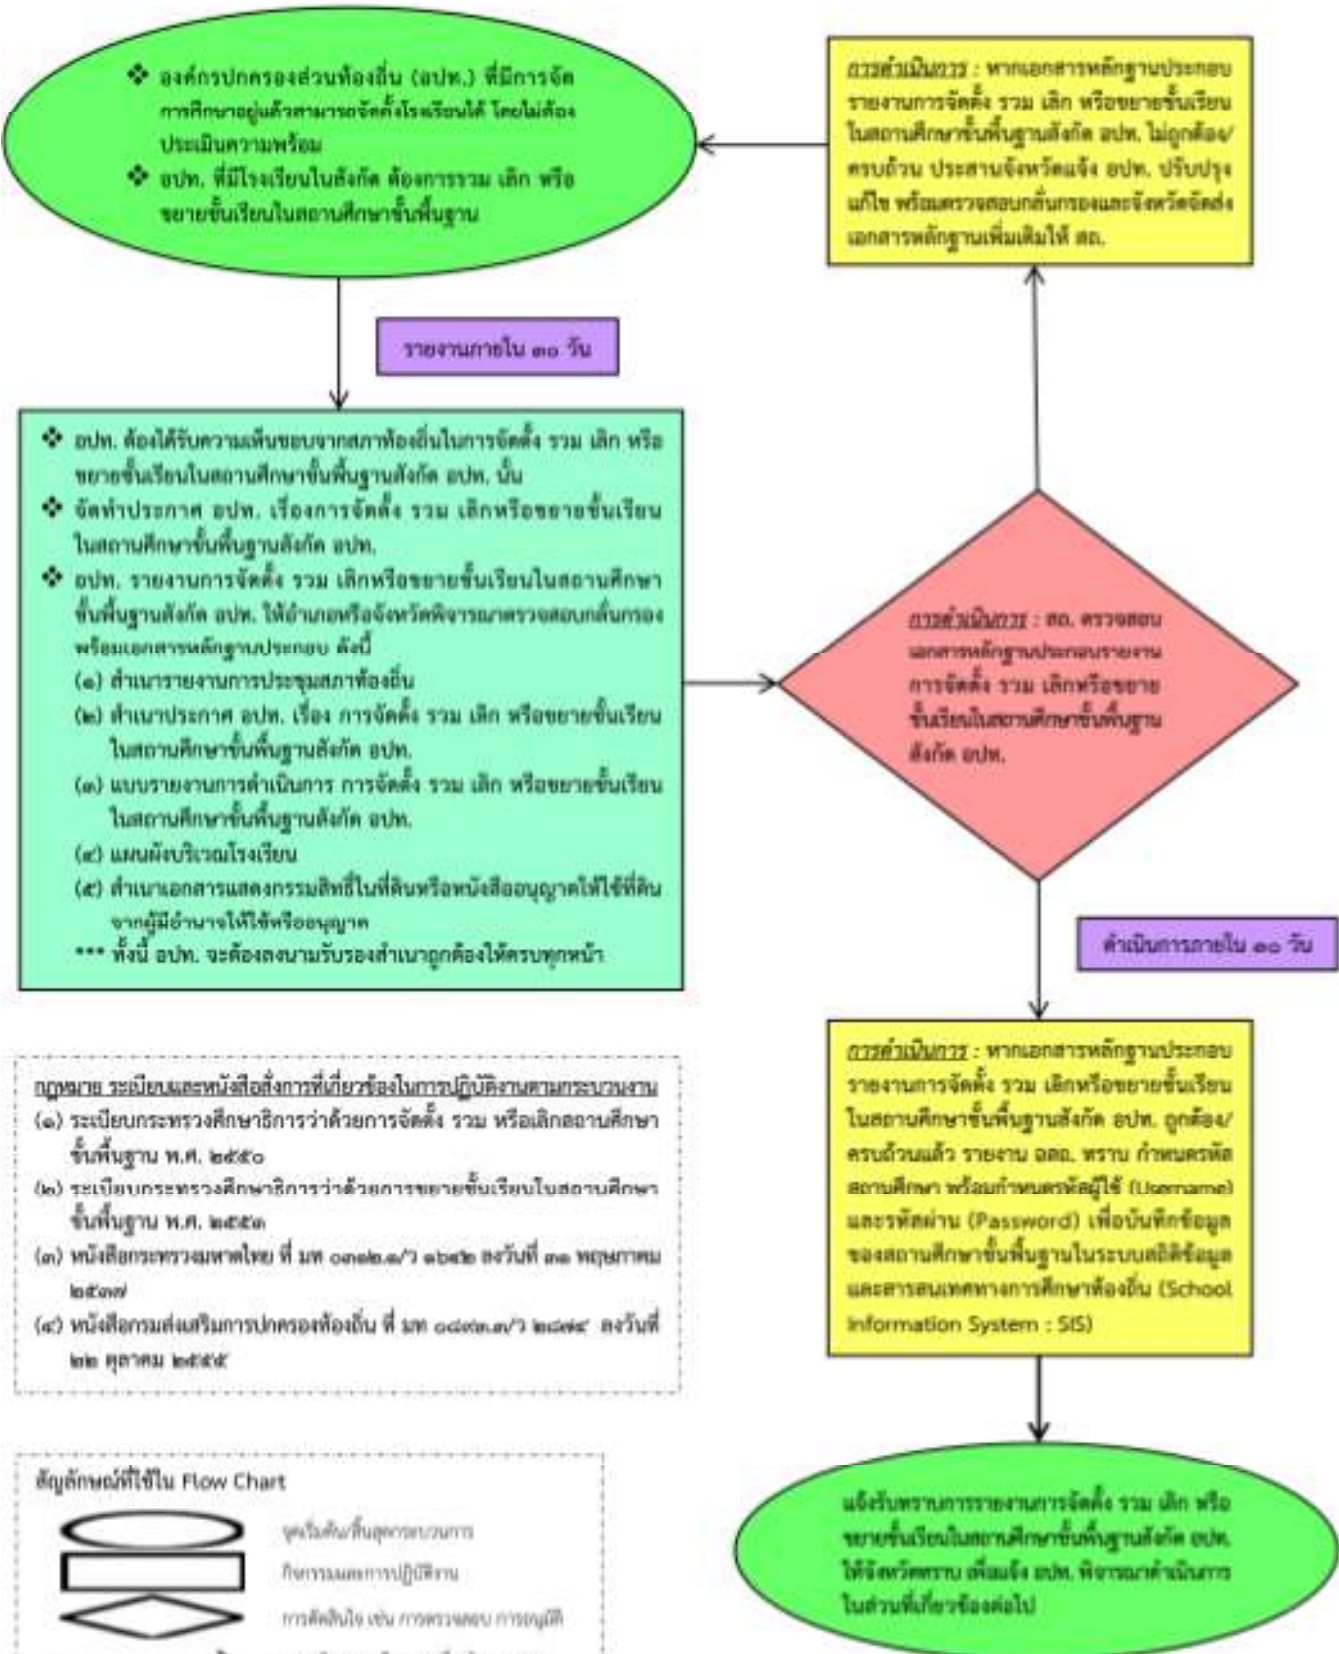 ❖ องค์กรปกครองส่วนท้องถิ่น (อปท.) ที่มีการจัด
การศึกษาอยู่แล้วสามารถจัดตั้งโรงเรียนได้ โดยไม่ต้อง
ประเมินความพร้อม
❖ อปท. ที่มีโรงเรียนในสังกัด ต้องการรวม เลิก หรือ
ขยายชั้นเรียนในสถานศึกษาขั้นพื้นฐาน
การดำเนินการ : หากเอกสารหลักฐานประกอบ
รายงานการจัดตั้ง รวม เลิก หรือขยายชั้นเรียน
ในสถานศึกษาขั้นพื้นฐานสังกัด อปท. ไม่ถูกต้อง/
ครบถ้วน ประสานจังหวัดแจ้ง อปท. ปรับปรุง
แก้ไข พร้อมตรวจสอบกลั่นกรองและจังหวัดจัดส่ง
เอกสารหลักฐานเพิ่มเติมให้ สถ.
รายงานภายใน ๓๐ วัน
❖ อปท. ต้องได้รับความเห็นชอบจากสภาท้องถิ่นในการจัดตั้ง รวม เลิก หรือ
ขยายชั้นเรียนในสถานศึกษาขั้นพื้นฐานสังกัด อปท. นั้น
❖ จัดทำประกาศ อปท. เรื่องการจัดตั้ง รวม เลิกหรือขยายชั้นเรียน
ในสถานศึกษาขั้นพื้นฐานสังกัด อปท.
❖ อปท. รายงานการจัดตั้ง รวม เลิกหรือขยายชั้นเรียนในสถานศึกษา
ขั้นพื้นฐานสังกัด อปท. ให้อำเภอหรือจังหวัดพิจารณาตรวจสอบกลั่นกรอง
พร้อมเอกสารหลักฐานประกอบ ดังนี้
(๑) สำเนารายงานการประชุมสภาท้องถิ่น
(๒) สำเนาประกาศ อปท. เรื่อง การจัดตั้ง รวม เลิก หรือขยายชั้นเรียน
ในสถานศึกษาขั้นพื้นฐานสังกัด อปท.
(๓) แบบรายงานการดำเนินการ การจัดตั้ง รวม เลิก หรือขยายชั้นเรียน
ในสถานศึกษาขั้นพื้นฐานสังกัด อปท.
(๔) แผนผังบริเวณโรงเรียน
(๕) สำเนาเอกสารแสดงกรรมสิทธิ์ในที่ดินหรือหนังสืออนุญาตให้ใช้ที่ดิน
จากผู้มีอำนาจให้ใช้หรืออนุญาต
*** ทั้งนี้ อปท. จะต้องลงนามรับรองสำเนาถูกต้องให้ครบทุกหน้า
การดำเนินการ : สถ. ตรวจสอบ
เอกสารหลักฐานประกอบรายงาน
การจัดตั้ง รวม เลิกหรือขยาย
ชั้นเรียนในสถานศึกษาขั้นพื้นฐาน
สังกัด อปท.
ดำเนินการภายใน ๓๐ วัน
การดำเนินการ : หากเอกสารหลักฐานประกอบ
รายงานการจัดตั้ง รวม เลิกหรือขยายชั้นเรียน
ในสถานศึกษาขั้นพื้นฐานสังกัด อปท. ถูกต้อง/
ครบถ้วนแล้ว รายงาน อสถ. ทราบ กำหนดรหัส
สถานศึกษา พร้อมกำหนดรหัสผู้ใช้ (Username)
และรหัสผ่าน (Password) เพื่อบันทึกข้อมูล
ของสถานศึกษาขั้นพื้นฐานในระบบสถิติข้อมูล
และสารสนเทศทางการศึกษาท้องถิ่น (School
Information System : SIS)
กฎหมาย ระเบียบและหนังสือสั่งการที่เกี่ยวข้องในการปฏิบัติงานตามกระบวนงาน
(๑) ระเบียบกระทรวงศึกษาธิการว่าด้วยการจัดตั้ง รวม หรือเลิกสถานศึกษา
ขั้นพื้นฐาน พ.ศ. ๒๕๕๐
(๒) ระเบียบกระทรวงศึกษาธิการว่าด้วยการขยายชั้นเรียนในสถานศึกษา
ขั้นพื้นฐาน พ.ศ. ๒๕๕๓
(๓) หนังสือกระทรวงมหาดไทย ที่ มท ๐๓๑๒.๑/ว ๑๖๕๒ ลงวันที่ ๓๑ พฤษภาคม
๒๕๓๗
(๔) หนังสือกรมส่งเสริมการปกครองท้องถิ่น ที่ มท ลงวันที่
๒๒ ตุลาคม ๒๕๕๕
สัญลักษณ์ที่ใช้ใน Flow Chart
จุดเริ่มต้น/สิ้นสุดกระบวนการ
กิจกรรมและการปฏิบัติงาน
การตัดสินใจ เช่น การตรวจสอบ การอนุมัติ
แจ้งรับทราบการรายงานการจัดตั้ง รวม เลิก หรือ
ขยายชั้นเรียนในสถานศึกษาขั้นพื้นฐานสังกัด อปท.
ให้จังหวัดทราบ เพื่อแจ้ง อปท. พิจารณาดำเนินการ
ในส่วนที่เกี่ยวข้องต่อไป